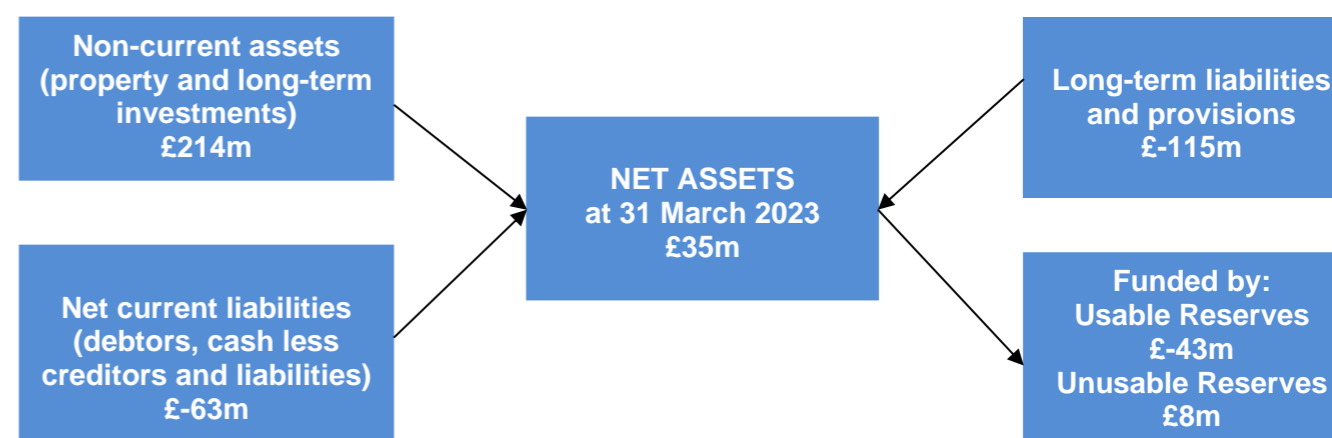 Non-current assets
(property and long-term
investments)
£214m
Net current liabilities
(debtors, cash less
creditors and liabilities)
£-63m
NET ASSETS
at 31 March 2023
£35m
Long-term liabilities
and provisions
£-115m
Funded by:
Usable Reserves
£-43m
Unusable Reserves
£8m